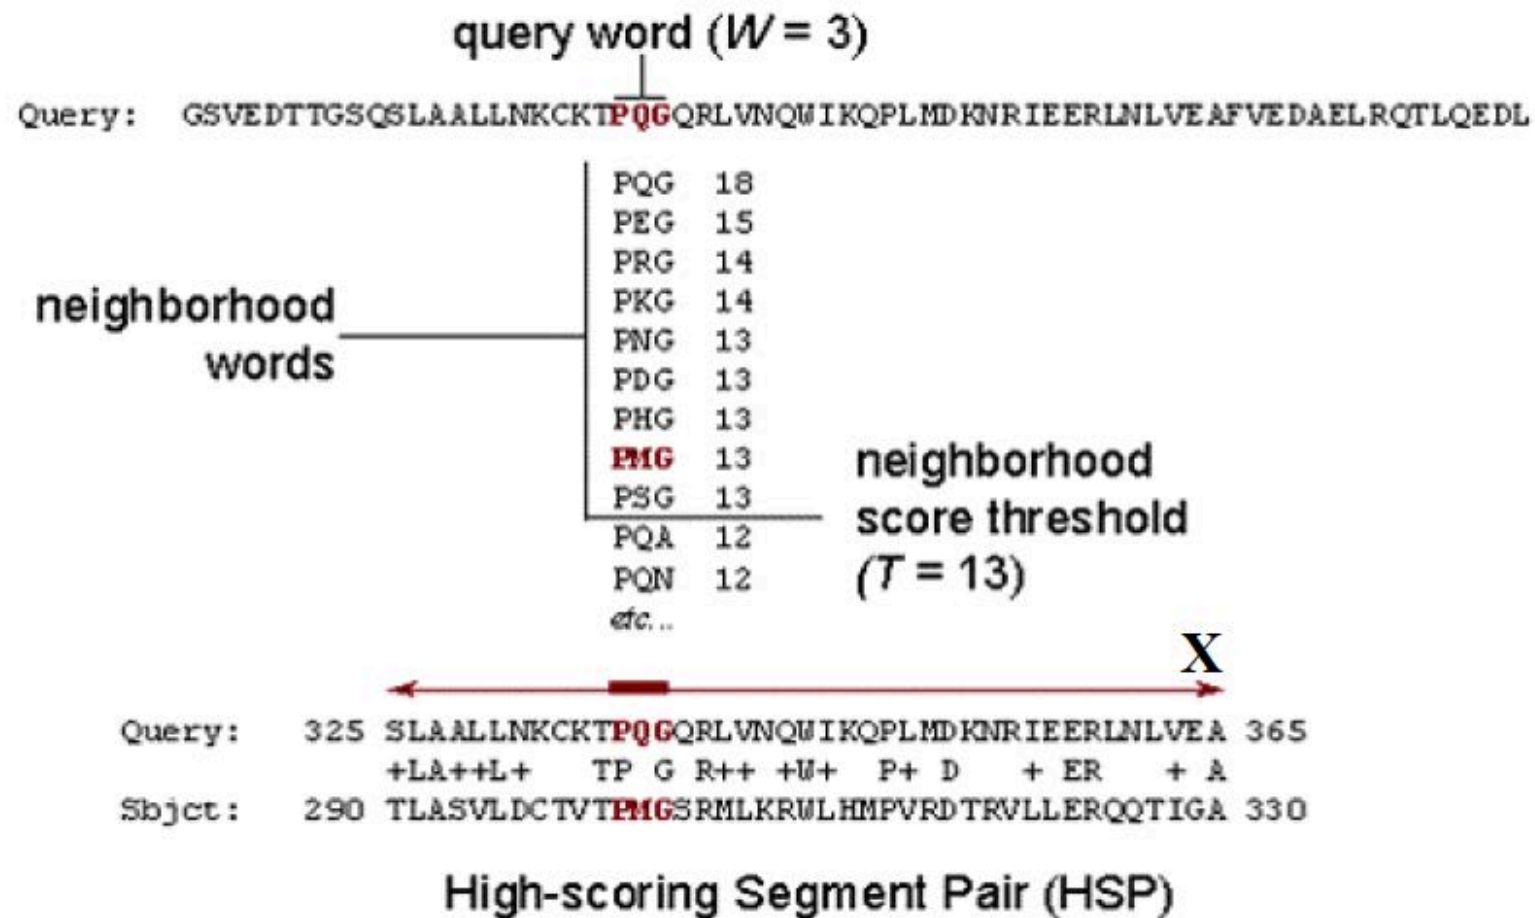 query word (W = 3)
Query: GSVEDTTGSQSLAALLNKCKTPQGQRLVNQWIKQPLMDKNRIEERLNLVEAFVEDAELRQTLQEDL
PQG 18
PEG 15
PRG 14
PKG 14
PNG 13
PDG 13
PHG 13
PMG 13
PSG 13
PQA 12
PQN 12
etc...
neighborhood
words
neighborhood
score threshold
(T = 13)
X
Query: 325 SLAALLNKCKTPQGQRLVNQWIKQPLMDKNRIEERLNLVEA 365
+LA++L+ TP G R++ +W+ P+ D + ER + A
Sbjct: 290 TLASVLDCTVTPMGSRMLKRWLHMPVRDTRVLLERQQTIGA 330
High-scoring Segment Pair (HSP)